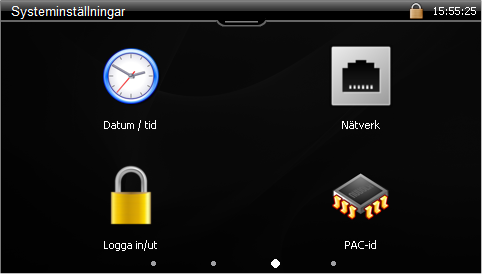 Systeminställningar 15:55:25
Datum / tid Nätverk
Logga in/ut PAC-id